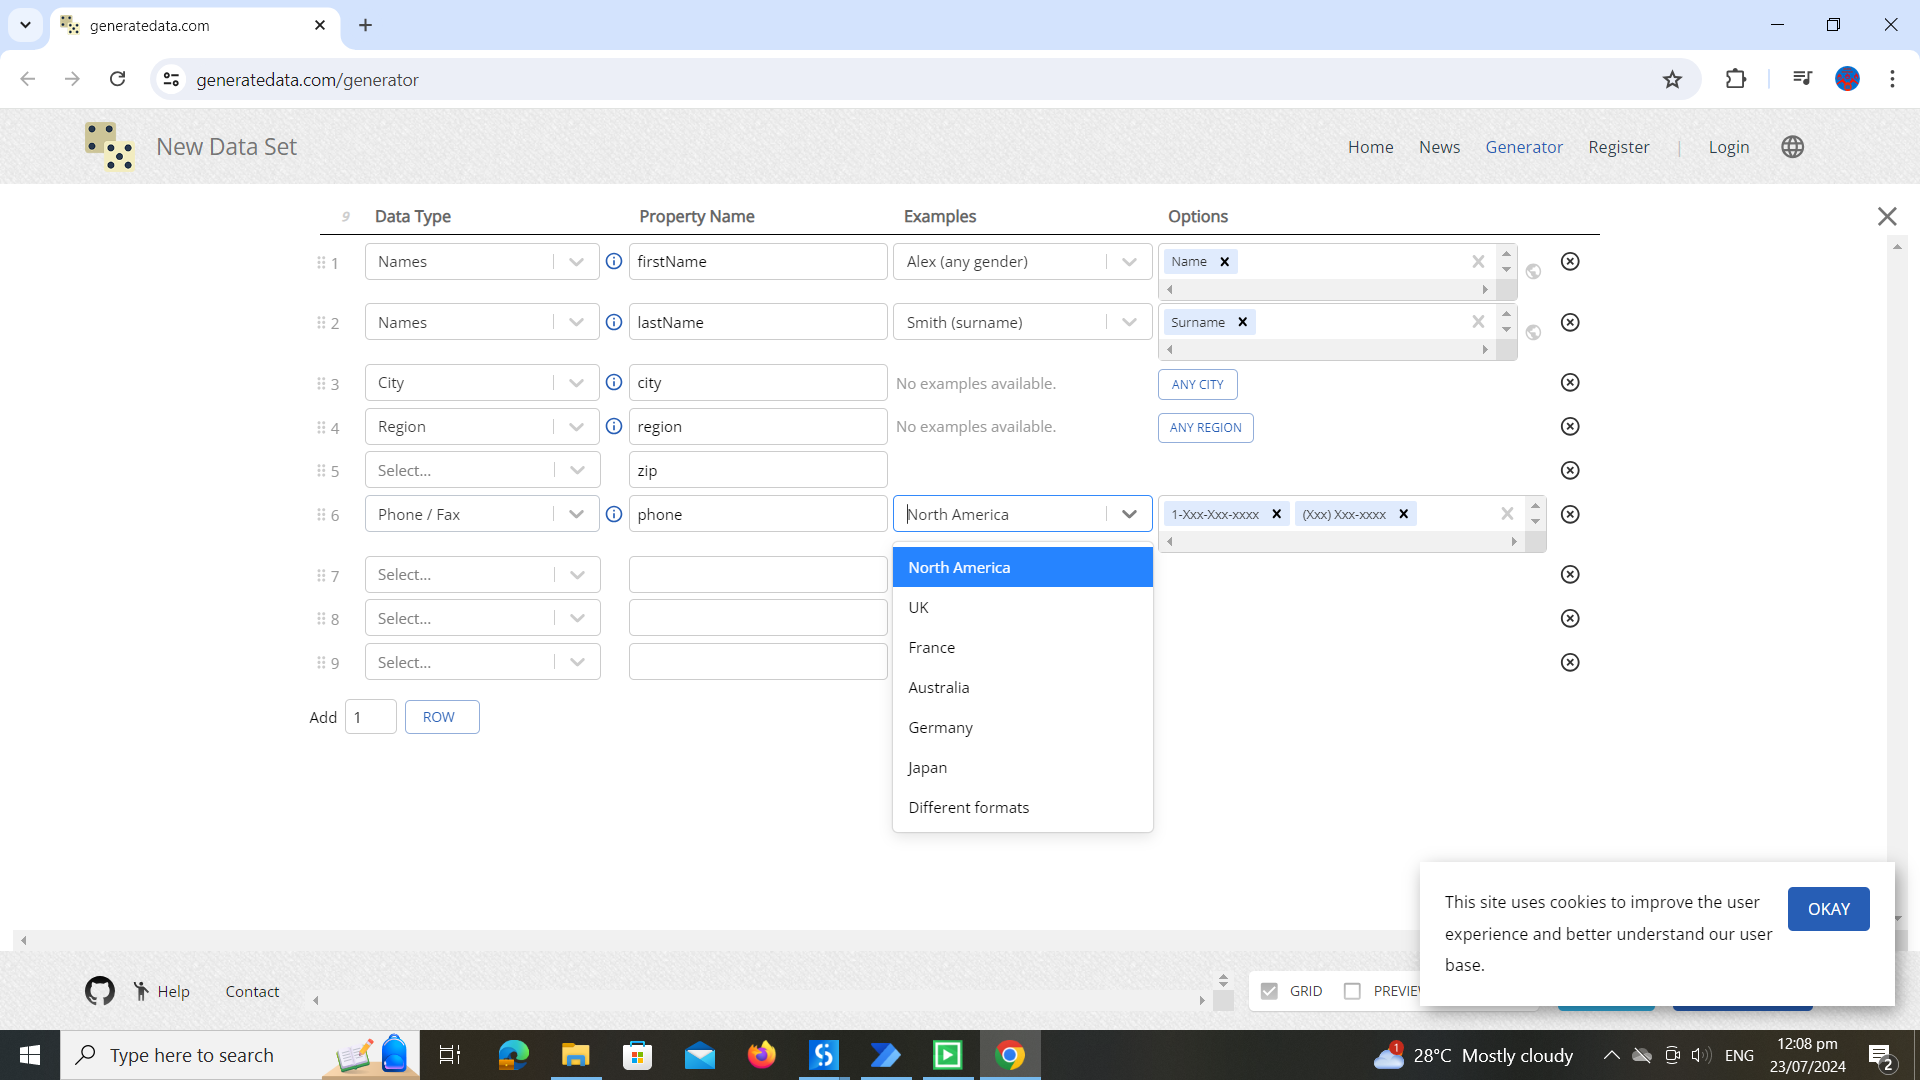 generatedata.com
generatedata.com/generator
New Data Set
Home News Generator Register | Login
9 Data Type Property Name Examples Options
1 Names firstName Alex (any gender) Name
2 Names lastName Smith (surname) Surname
3 City city No examples available. ANY CITY
4 Region region No examples available. ANY REGION
5 Select... zip
6 Phone / Fax phone North America 1-Xxx-Xxx-xxxx (Xxx) Xxx-xxxx
7 Select...
8 Select...
9 Select...
North America
UK
France
Australia
Germany
Japan
Different formats
Add 1 ROW
This site uses cookies to improve the user
experience and better understand our user
base.
OKAY
Help Contact GRID
Type here to search
1
28°C Mostly cloudy
ENG
12:08 pm
23/07/2024
2